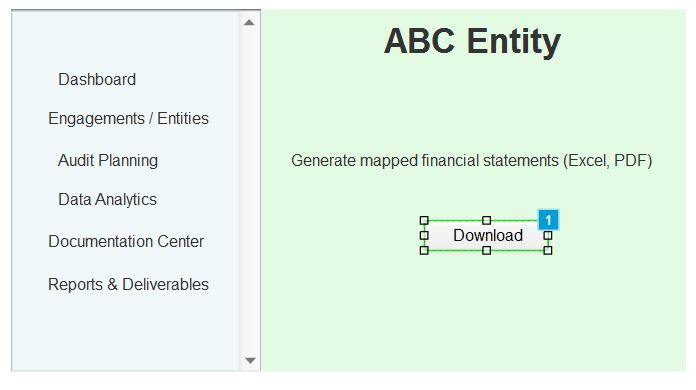 ABC Entity
Dashboard
Engagements / Entities
Audit Planning
Data Analytics
Documentation Center
Reports & Deliverables
Generate mapped financial statements (Excel, PDF)
1
Download